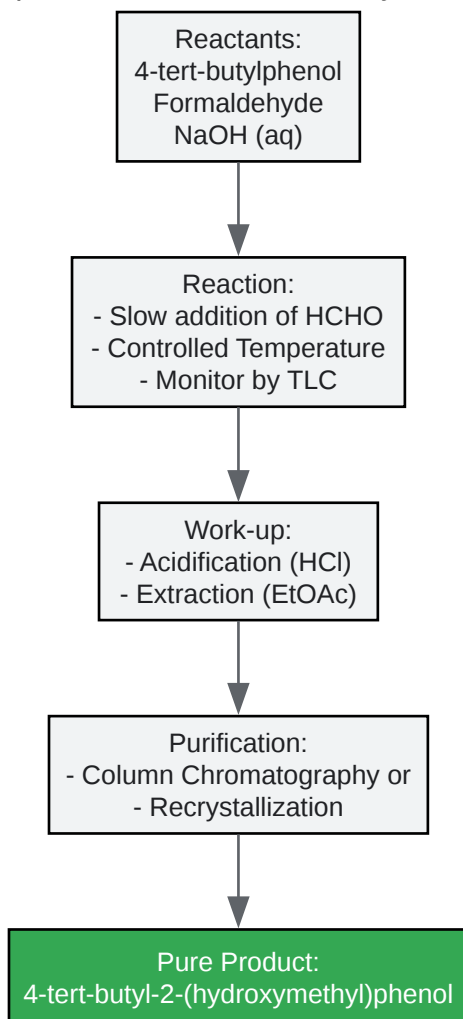 Reactants:
4-tert-butylphenol
Formaldehyde
NaOH (aq)
Reaction:
- Slow addition of HCHO
- Controlled Temperature
- Monitor by TLC
Work-up:
- Acidification (HCl)
- Extraction (EtOAc)
Purification:
- Column Chromatography or
- Recrystallization
Pure Product:
4-tert-butyl-2-(hydroxymethyl)phenol